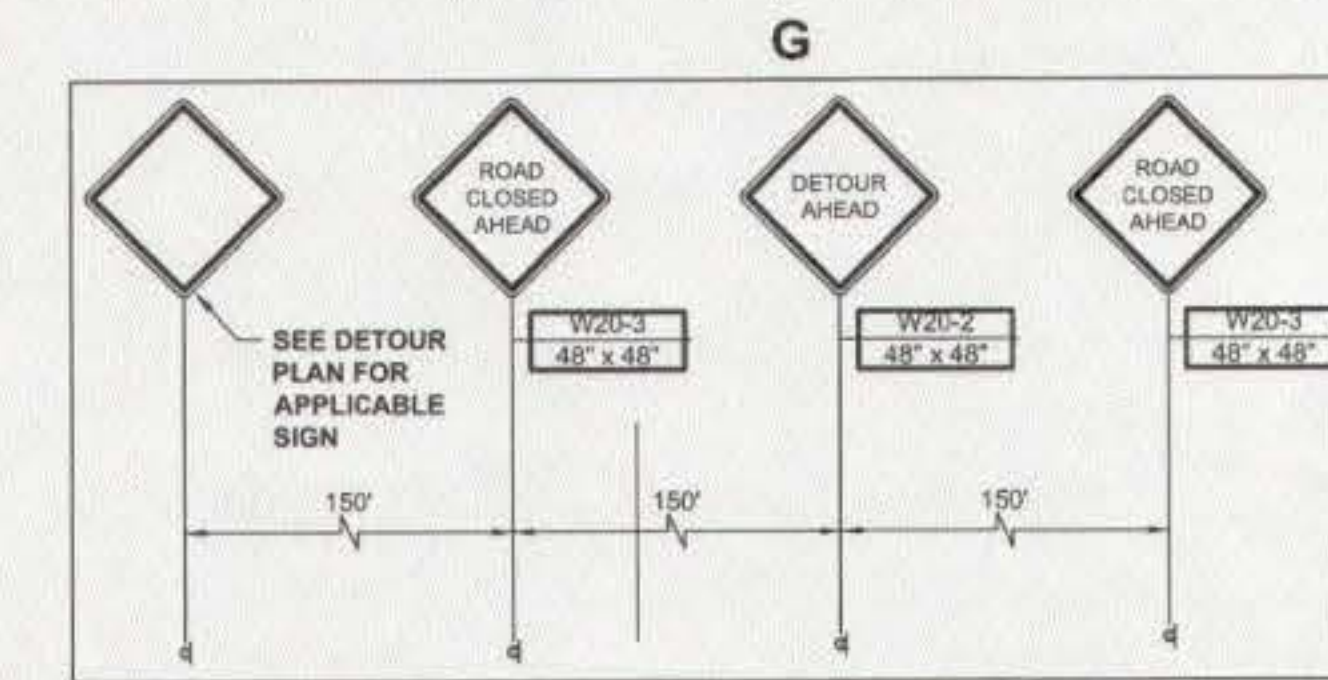 G
ROAD
CLOSED
AHEAD
DETOUR
AHEAD
ROAD
CLOSED
AHEAD
W20-3
48" x 48"
W20-2
48" x 48"
W20-3
48" x 48"
SEE DETOUR
PLAN FOR
APPLICABLE
SIGN
150'
150'
150'